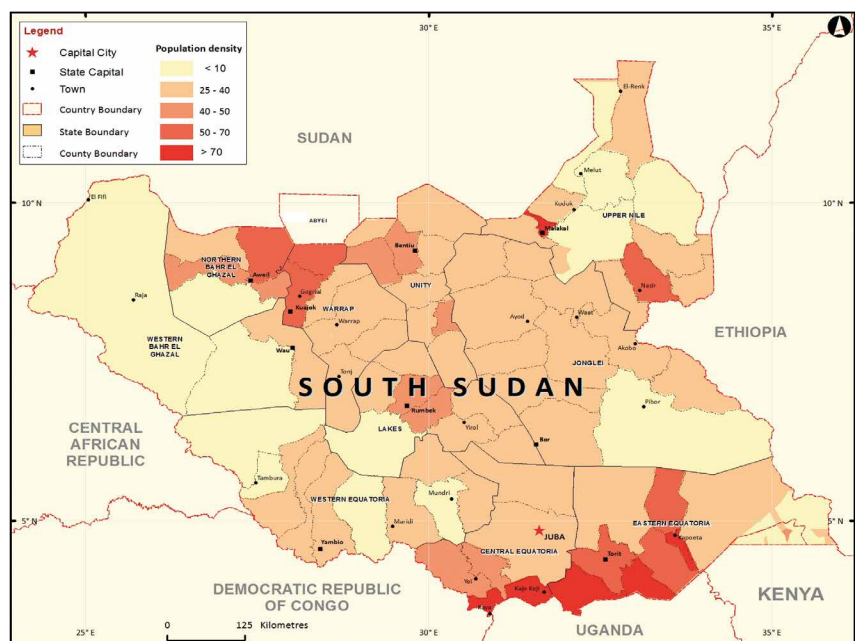 Legend
Capital City
State Capital
Town
Country Boundary
State Boundary
County Boundary
Population density
< 10
25 - 40
40 - 50
50 - 70
> 70
30° E
35° E
SUDAN
El-Renk
Melut
Kodok
UPPER NILE
Malakal
10° N
10° N
El Fifi
ABYEI
Bentiu
NORTHERN
BAHR EL
GHAZAL
Aweil
Gogrial
Kuajok
WARRAP
Warrap
UNITY
Nasir
Raja
WESTERN
BAHR EL
GHAZAL
Wau
Ayod
Waat
JONGLEI
Akobo
ETHIOPIA
Tonj
SOUTH SUDAN
Rumbek
LAKES
Yirol
Bor
Pibor
CENTRAL
AFRICAN
REPUBLIC
Tambura
WESTERN EQUATORIA
Mundri
Maridi
Yambio
5° N
5° N
JUBA
CENTRAL EQUATORIA
EASTERN EQUATORIA
Kapoeta
Torit
Yei
Kajo Keji
Kaya
DEMOCRATIC REPUBLIC
OF CONGO
UGANDA
KENYA
25° E
0 125 Kilometres
30° E
35° E